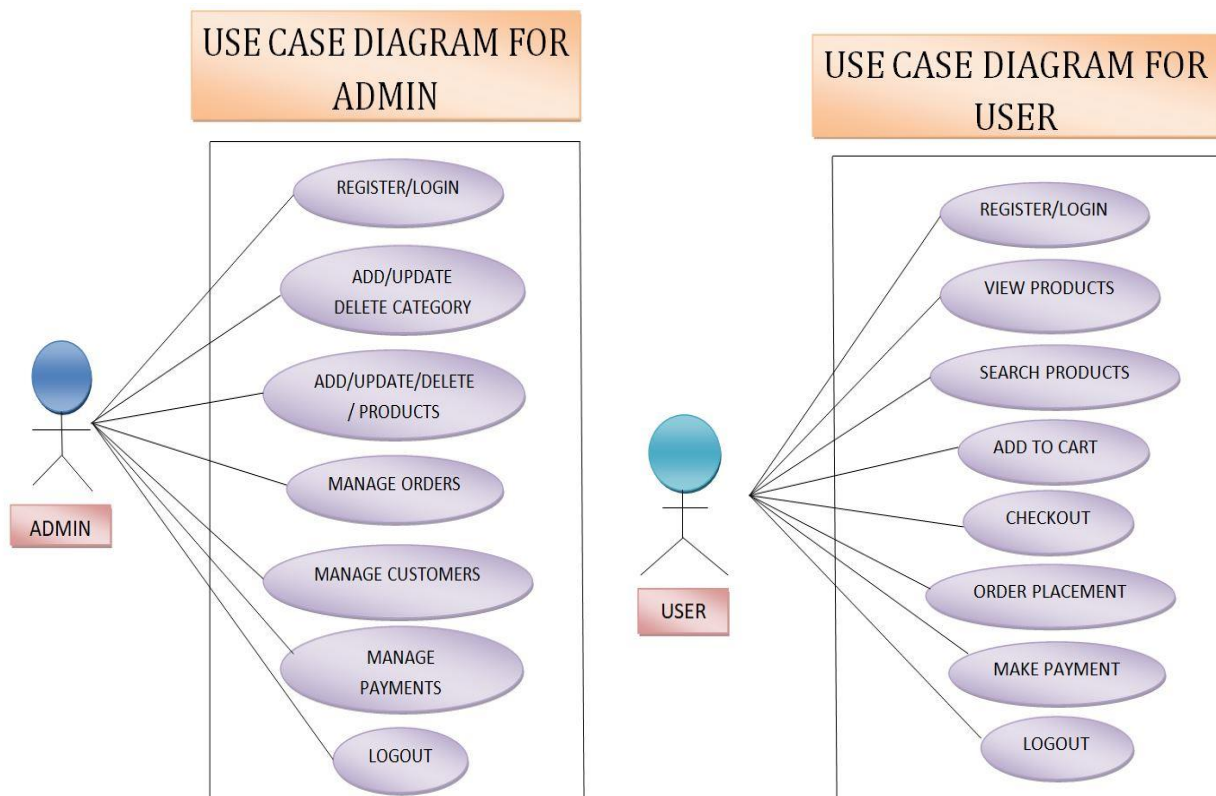 USE CASE DIAGRAM FOR
ADMIN
REGISTER/LOGIN
ADD/UPDATE
DELETE CATEGORY
ADD/UPDATE/DELETE
/ PRODUCTS
MANAGE ORDERS
ADMIN
MANAGE CUSTOMERS
MANAGE
PAYMENTS
LOGOUT
USE CASE DIAGRAM FOR
USER
REGISTER/LOGIN
VIEW PRODUCTS
SEARCH PRODUCTS
ADD TO CART
CHECKOUT
ORDER PLACEMENT
USER
MAKE PAYMENT
LOGOUT